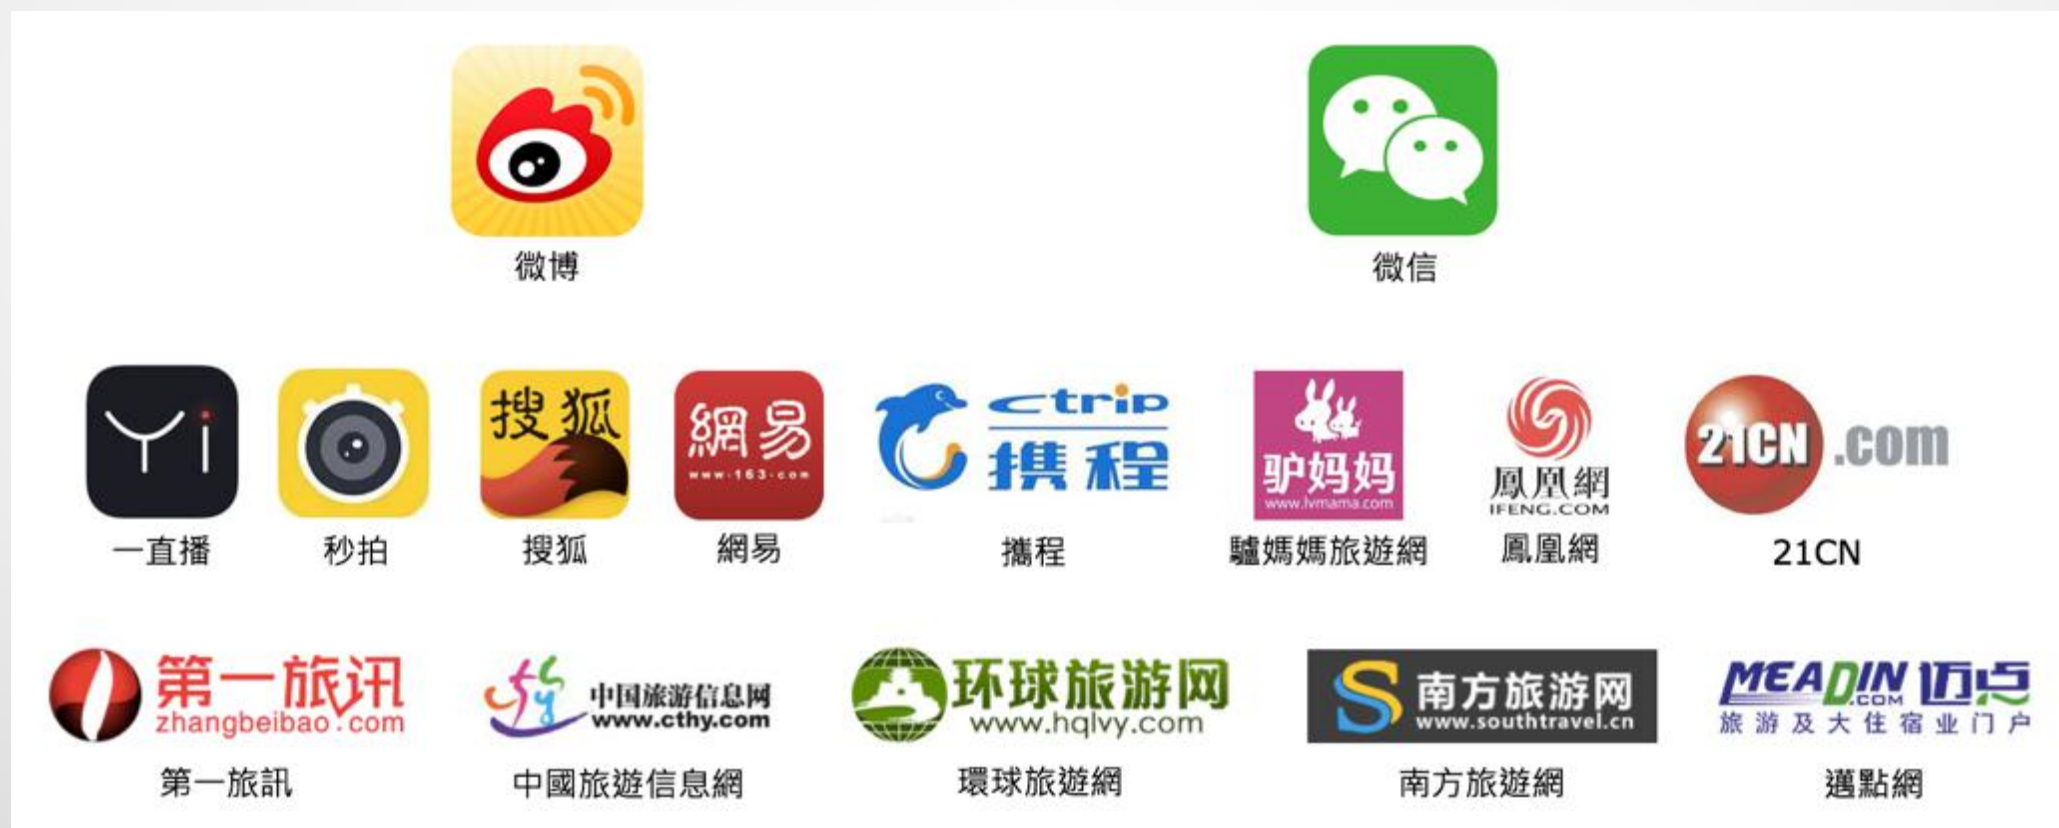 微博
微信
Yi
搜狐
網易
www.163.com
ctrip
携程
驴妈妈
www.lvmama.com
鳳凰網
IFENG.COM
21CN.com
一直播
秒拍
搜狐
網易
攜程
驢媽媽旅遊網
鳳凰網
21CN
第一旅讯
zhangbeibao.com
中国旅游信息网
www.cthy.com
环球旅游网
www.hqlvy.com
南方旅游网
www.southtravel.cn
MEADIN.COM 迈点
旅游及大住宿业门户
第一旅訊
中國旅遊信息網
環球旅遊網
南方旅遊網
邁點網